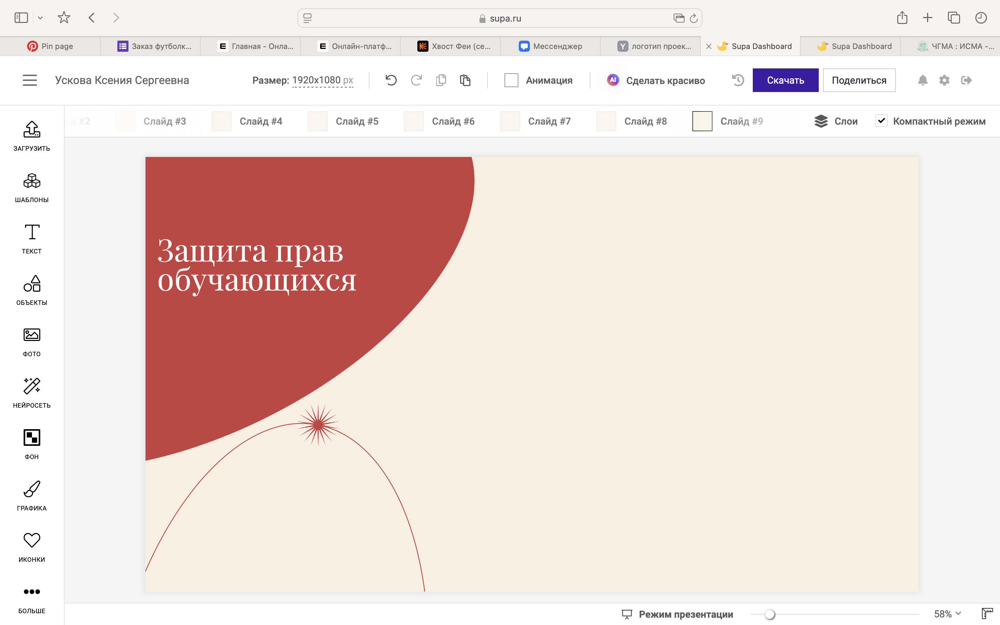 supa.ru
Pin page
Заказ футболк...
Главная - Онла...
Онлайн-платф...
Хвост Феи (се...
Мессенджер
логотип проек...
Supa Dashboard
Supa Dashboard
ЧГМА : ИСМА -...
Ускова Ксения Сергеевна
Размер: 1920x1080 px
Анимация
AI Сделать красиво
Скачать
Поделиться
#2
Слайд #3
Слайд #4
Слайд #5
Слайд #6
Слайд #7
Слайд #8
Слайд #9
Слои
Компактный режим
ЗАГРУЗИТЬ
ШАБЛОНЫ
ТЕКСТ
ОБЪЕКТЫ
ФОТО
НЕЙРОСЕТЬ
ФОН
ГРАФИКА
ИКОНКИ
БОЛЬШЕ
Защита прав
обучающихся
Режим презентации
58%